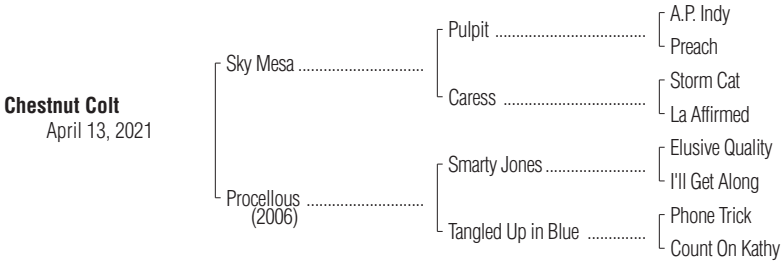 A.P. Indy
Pulpit ......................................
Preach
Sky Mesa ...............................
Storm Cat
Caress ....................................
La Affirmed
Chestnut Colt
April 13, 2021
Elusive Quality
Smarty Jones .........................
I'll Get Along
Procellous .............................
(2006)
Phone Trick
Tangled Up in Blue ...............
Count On Kathy